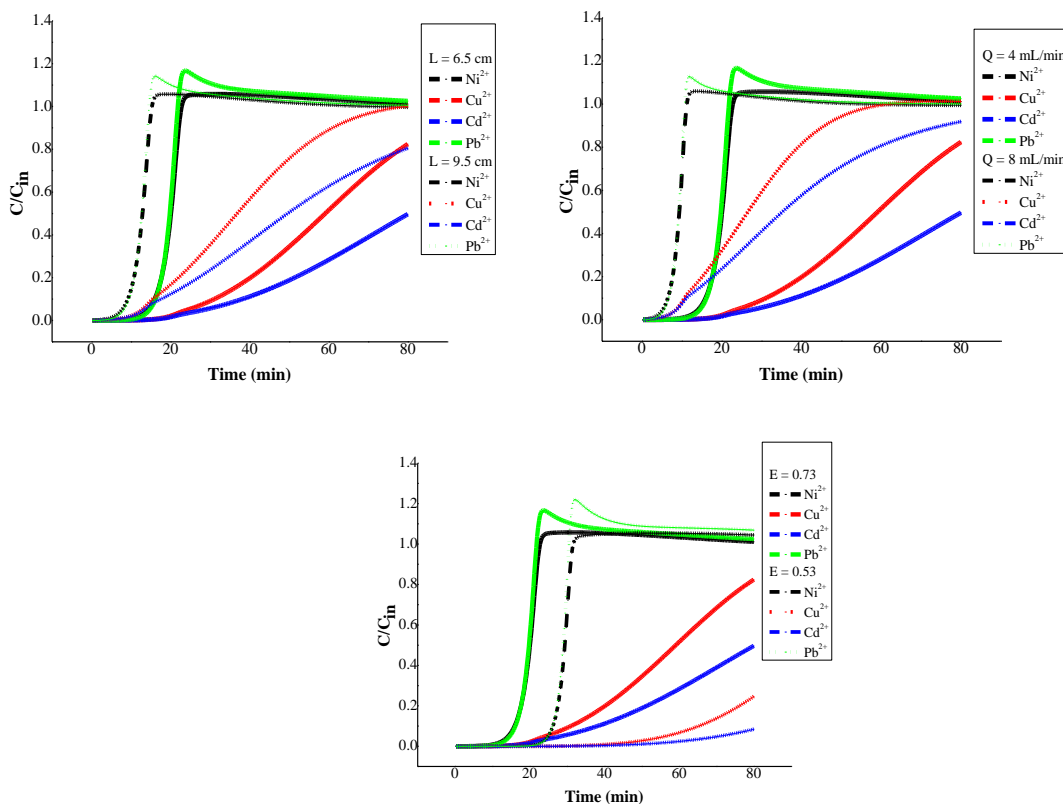 1.4
1.2
1.0
0.8
0.6
0.4
0.2
0.0
C/C_in
0
20
40
60
80
Time (min)
L = 6.5 cm
Ni²⁺
Cu²⁺
Cd²⁺
Pb²⁺
L = 9.5 cm
Ni²⁺
Cu²⁺
Cd²⁺
Pb²⁺
1.4
1.2
1.0
0.8
0.6
0.4
0.2
0.0
C/C_in
0
20
40
60
80
Time (min)
Q = 4 mL/min
Ni²⁺
Cu²⁺
Cd²⁺
Pb²⁺
Q = 8 mL/min
Ni²⁺
Cu²⁺
Cd²⁺
Pb²⁺
1.4
1.2
1.0
0.8
0.6
0.4
0.2
0.0
C/C_in
0
20
40
60
80
Time (min)
E = 0.73
Ni²⁺
Cu²⁺
Cd²⁺
Pb²⁺
E = 0.53
Ni²⁺
Cu²⁺
Cd²⁺
Pb²⁺